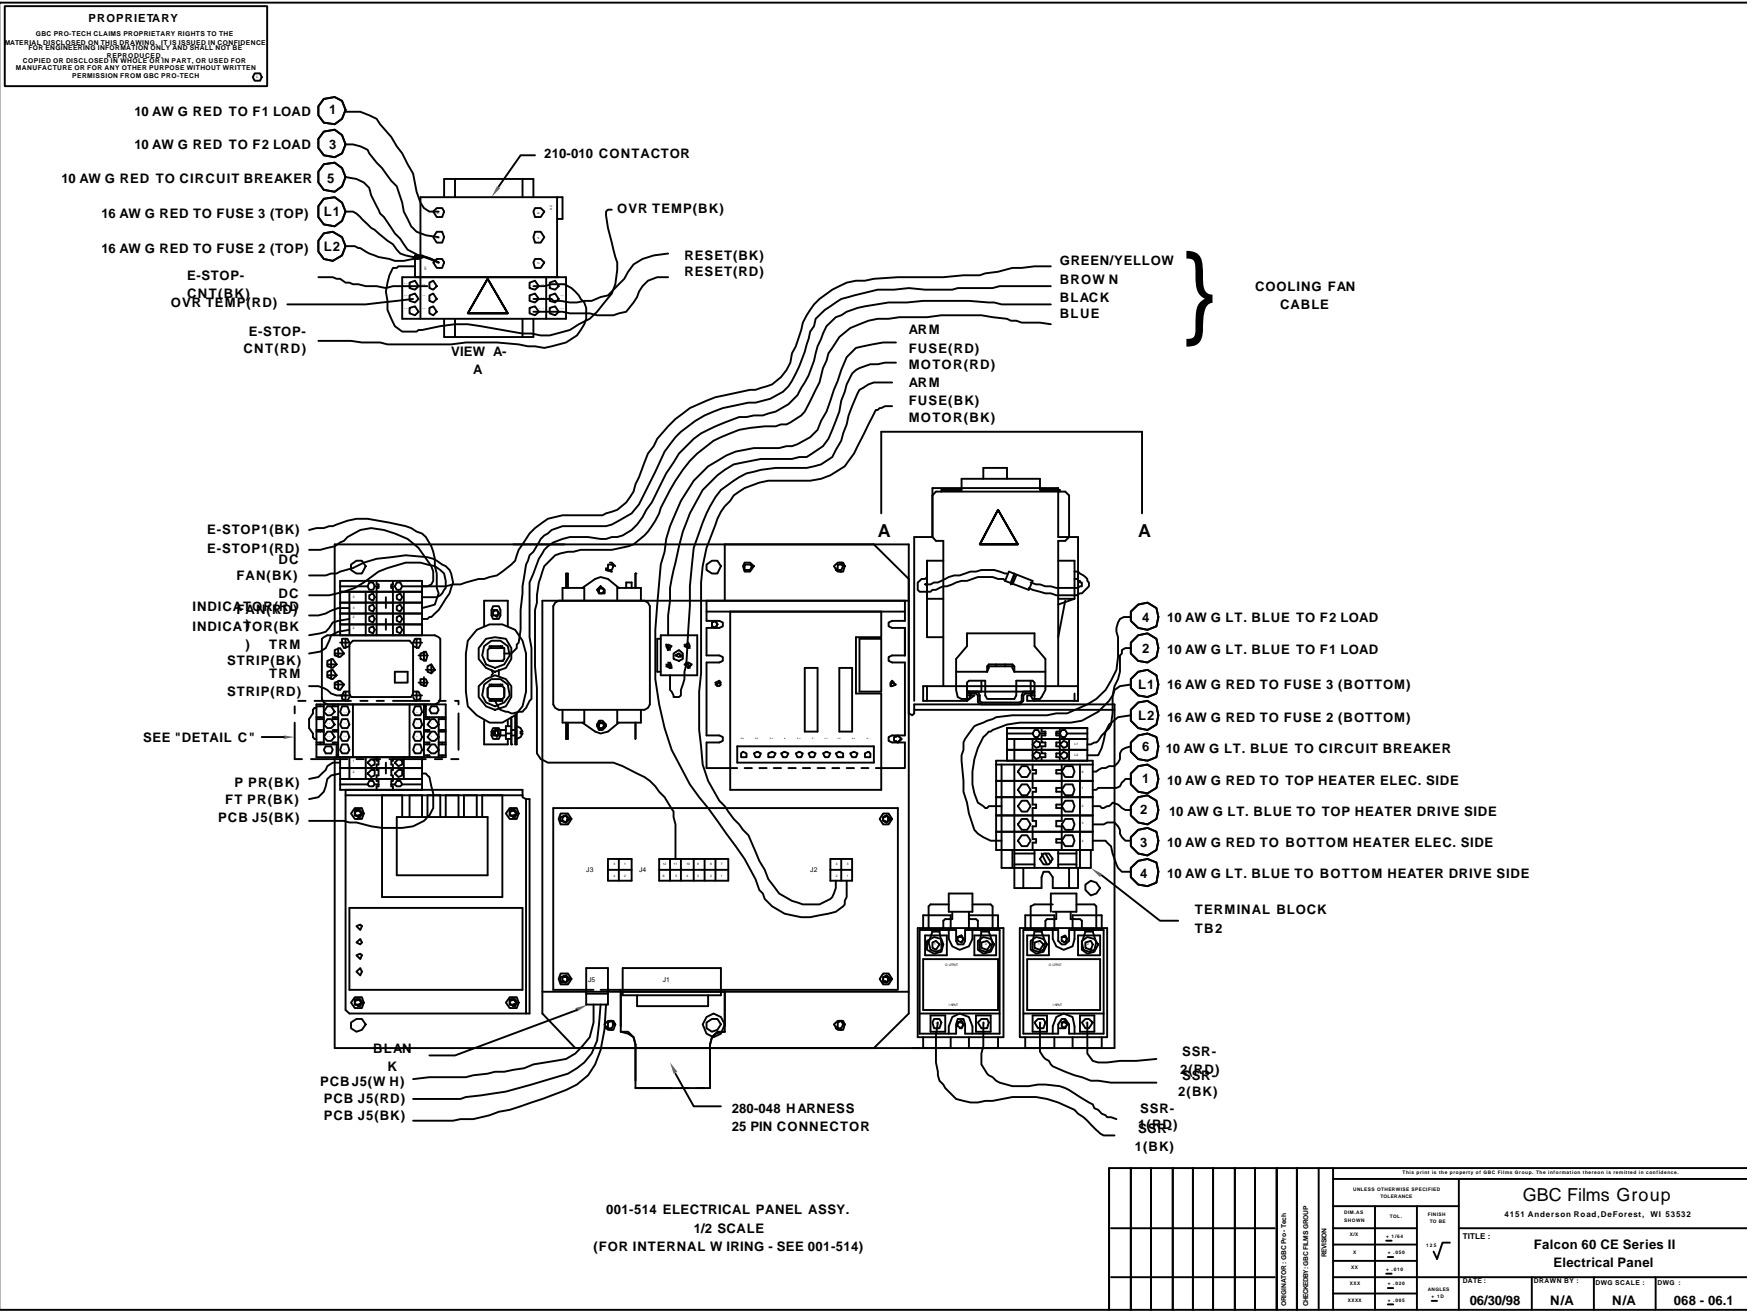 PROPRIETARY
GBC PRO-TECH CLAIMS PROPRIETARY RIGHTS TO THE
MATERIAL DISCLOSED ON THIS DRAWING. IT IS ISSUED IN CONFIDENCE
FOR ENGINEERING INFORMATION ONLY AND SHALL NOT BE
REPRODUCED,
COPIED OR DISCLOSED IN WHOLE OR IN PART, OR USED FOR
MANUFACTURE OR FOR ANY OTHER PURPOSE WITHOUT WRITTEN
PERMISSION FROM GBC PRO-TECH
10 AWG RED TO F1 LOAD 1
10 AWG RED TO F2 LOAD 3
10 AWG RED TO CIRCUIT BREAKER 5
16 AWG RED TO FUSE 3 (TOP) L1
16 AWG RED TO FUSE 2 (TOP) L2
E-STOP-
CNT(BK)
OVR TEMP(RD)
E-STOP-
CNT(RD)
210-010 CONTACTOR
OVR TEMP(BK)
RESET(BK)
RESET(RD)
VIEW A-
A
GREEN/YELLOW
BROWN
BLACK
BLUE
COOLING FAN
CABLE
ARM
FUSE(RD)
MOTOR(RD)
ARM
FUSE(BK)
MOTOR(BK)
A A
E-STOP1(BK)
E-STOP1(RD)
DC
FAN(BK)
DC
FAN(RD)
INDICATOR(RD
)
INDICATOR(BK
)
TRM
STRIP(BK)
TRM
STRIP(RD)
SEE "DETAIL C"
P PR(BK)
FT PR(BK)
PCB J5(BK)
4 10 AWG LT. BLUE TO F2 LOAD
2 10 AWG LT. BLUE TO F1 LOAD
L1 16 AWG RED TO FUSE 3 (BOTTOM)
L2 16 AWG RED TO FUSE 2 (BOTTOM)
6 10 AWG LT. BLUE TO CIRCUIT BREAKER
1 10 AWG RED TO TOP HEATER ELEC. SIDE
2 10 AWG LT. BLUE TO TOP HEATER DRIVE SIDE
3 10 AWG RED TO BOTTOM HEATER ELEC. SIDE
4 10 AWG LT. BLUE TO BOTTOM HEATER DRIVE SIDE
TERMINAL BLOCK
TB2
J3 J4 J2
J5 J1
BLAN
K
PCBJ5(WH)
PCB J5(RD)
PCB J5(BK)
280-048 HARNESS
25 PIN CONNECTOR
SSR-
2(RD)
SSR-
2(BK)
SSR-
1(RD)
SSR-
1(BK)
001-514 ELECTRICAL PANEL ASSY.
1/2 SCALE
(FOR INTERNAL WIRING - SEE 001-514)
ORIGINATOR : GBC Pro - Tech
CHECKED BY : GBC FILMS GROUP
REVISION
This print is the property of GBC Films Group. The information thereon is remitted in confidence.
UNLESS OTHERWISE SPECIFIED
TOLERANCE
DIM.AS
SHOWN
TOL.
FINISH
TO BE
X/X + 1/64
X + .050
XX + .010
XXX + .020
XXXX + .005
125
ANGLES
+ 1D
GBC Films Group
4151 Anderson Road,DeForest, WI 53532
TITLE :
Falcon 60 CE Series II
Electrical Panel
DATE : 06/30/98
DRAWN BY : N/A
DWG SCALE : N/A
DWG : 068 - 06.1